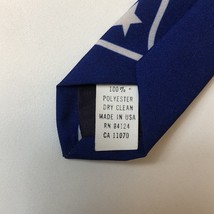 100%
POLYESTER
DRY CLEAN
MADE IN USA
RN 84124
CA 11070